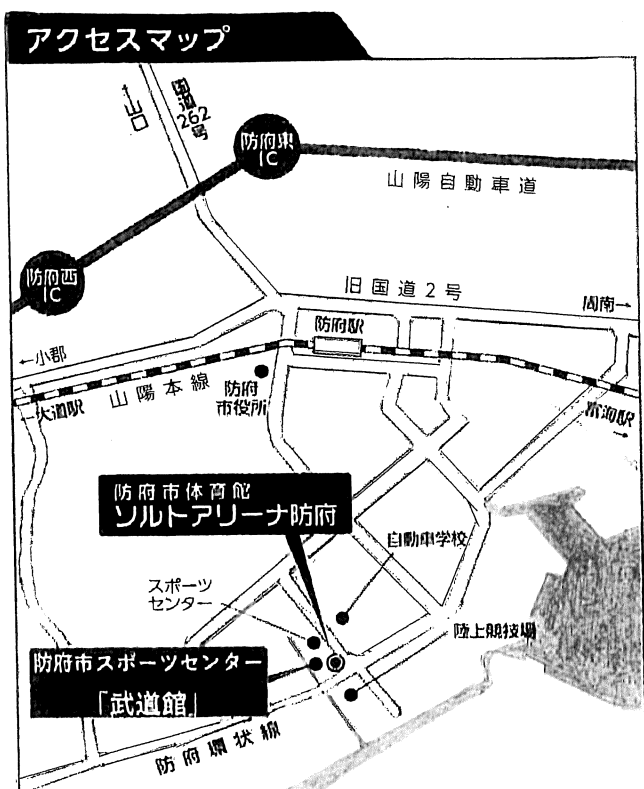 アクセスマップ
↑山口
国道262号
防府東
IC
山陽自動車道
防府西
IC
旧国道2号
周南→
防府駅
←小郡
山陽本線
大道駅
防府
市役所
富海駅
→
防府市体育館
ソルトアリーナ防府
自動車学校
スポーツ
センター
陸上競技場
防府市スポーツセンター
「武道館」
防府環状線